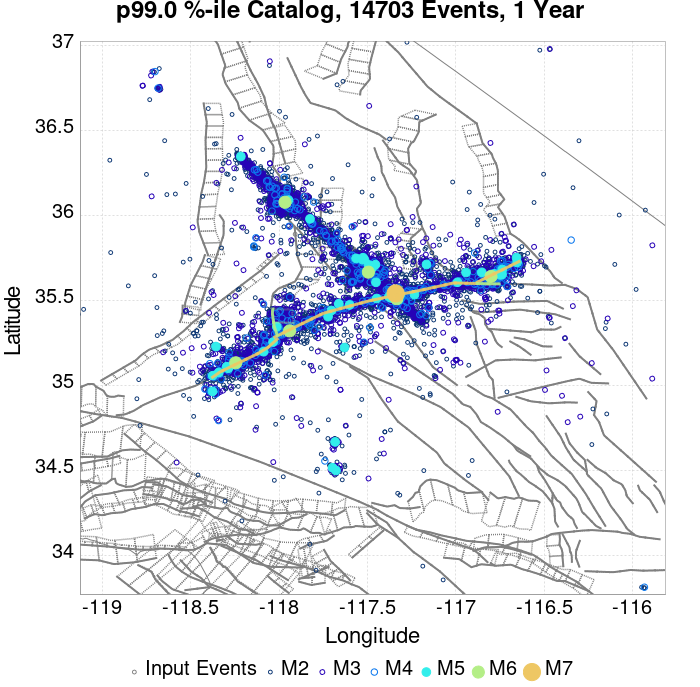 p99.0 %-ile Catalog, 14703 Events, 1 Year
37
36.5
36
35.5
35
34.5
34
Latitude
-119 -118.5 -118 -117.5 -117 -116.5 -116
Longitude
Input Events M2 M3 M4 M5 M6 M7